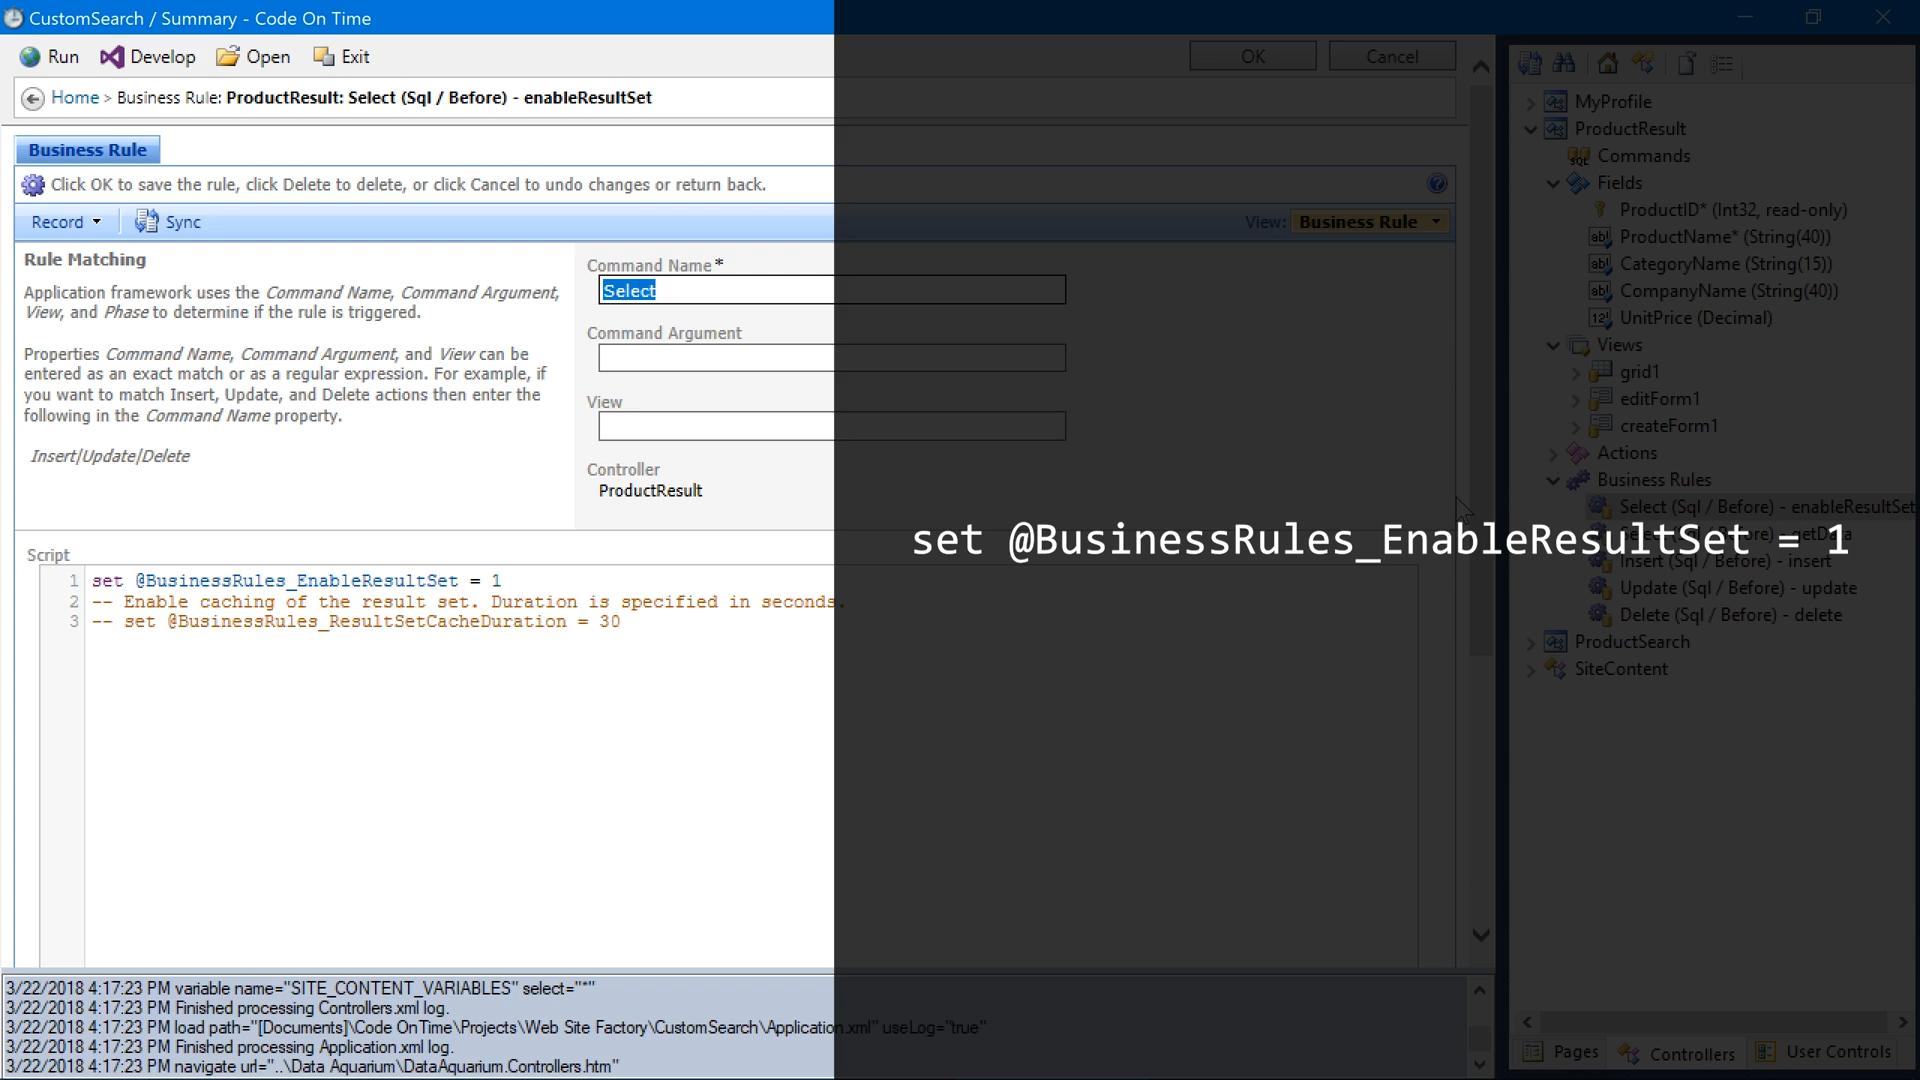 CustomSearch / Summary - Code On Time
Run Develop Open Exit
OK Cancel
Home > Business Rule: ProductResult: Select (Sql / Before) - enableResultSet
Business Rule
Click OK to save the rule, click Delete to delete, or click Cancel to undo changes or return back.
Record Sync View: Business Rule
Rule Matching
Application framework uses the Command Name, Command Argument,
View, and Phase to determine if the rule is triggered.
Properties Command Name, Command Argument, and View can be
entered as an exact match or as a regular expression. For example, if
you want to match Insert, Update, and Delete actions then enter the
following in the Command Name property.
Insert|Update|Delete
Command Name*
Select
Command Argument
View
Controller
ProductResult
Script
1 set @BusinessRules_EnableResultSet = 1
2 -- Enable caching of the result set. Duration is specified in seconds.
3 -- set @BusinessRules_ResultSetCacheDuration = 30
set @BusinessRules_EnableResultSet = 1
MyProfile
ProductResult
Commands
Fields
ProductID* (Int32, read-only)
ProductName* (String(40))
CategoryName (String(15))
CompanyName (String(40))
UnitPrice (Decimal)
Views
grid1
editForm1
createForm1
Actions
Business Rules
Select (Sql / Before) - enableResultSet
Select (Sql / Before) - getData
Insert (Sql / Before) - insert
Update (Sql / Before) - update
Delete (Sql / Before) - delete
ProductSearch
SiteContent
3/22/2018 4:17:23 PM variable name="SITE_CONTENT_VARIABLES" select="*"
3/22/2018 4:17:23 PM Finished processing Controllers.xml log.
3/22/2018 4:17:23 PM load path="[Documents]\Code OnTime\Projects\Web Site Factory\CustomSearch\Application.xml" useLog="true"
3/22/2018 4:17:23 PM Finished processing Application.xml log.
3/22/2018 4:17:23 PM navigate url="..\Data Aquarium\DataAquarium.Controllers.htm"
Pages Controllers User Controls